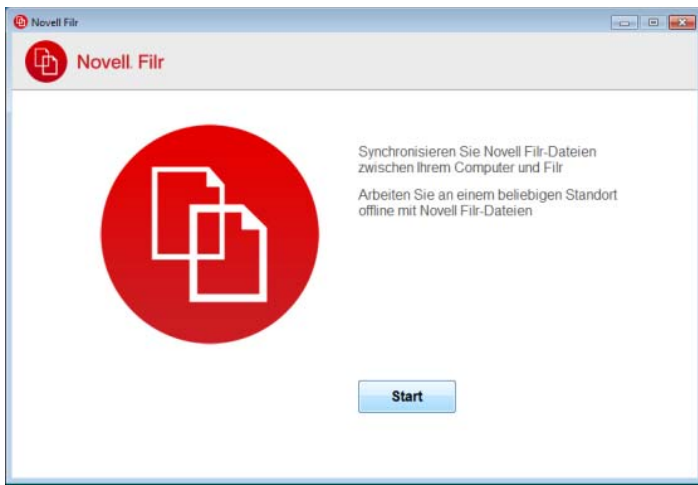 Novell Filr
Novell. Filr
Synchronisieren Sie Novell Filr-Dateien
zwischen Ihrem Computer und Filr
Arbeiten Sie an einem beliebigen Standort
offline mit Novell Filr-Dateien
Start